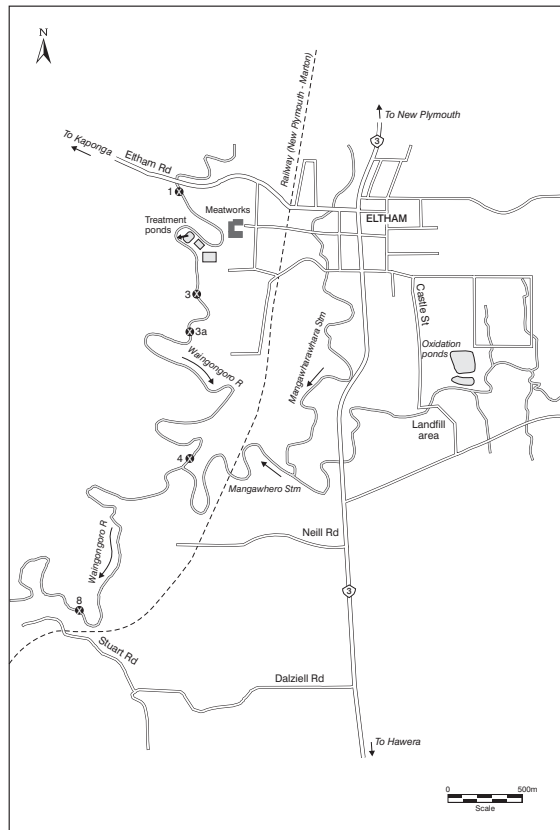 N
To New Plymouth
3
Railway (New Plymouth - Marton)
To Kaponga
Eltham Rd
1
Meatworks
ELTHAM
Treatment
ponds
3
Castle St
3a
Mangawharawhara Stm
Waingongoro R
Oxidation
ponds
Landfill
area
4
Mangawhero Stm
Neill Rd
Waingongoro R
3
8
Stuart Rd
Dalziell Rd
To Hawera
0
500m
Scale